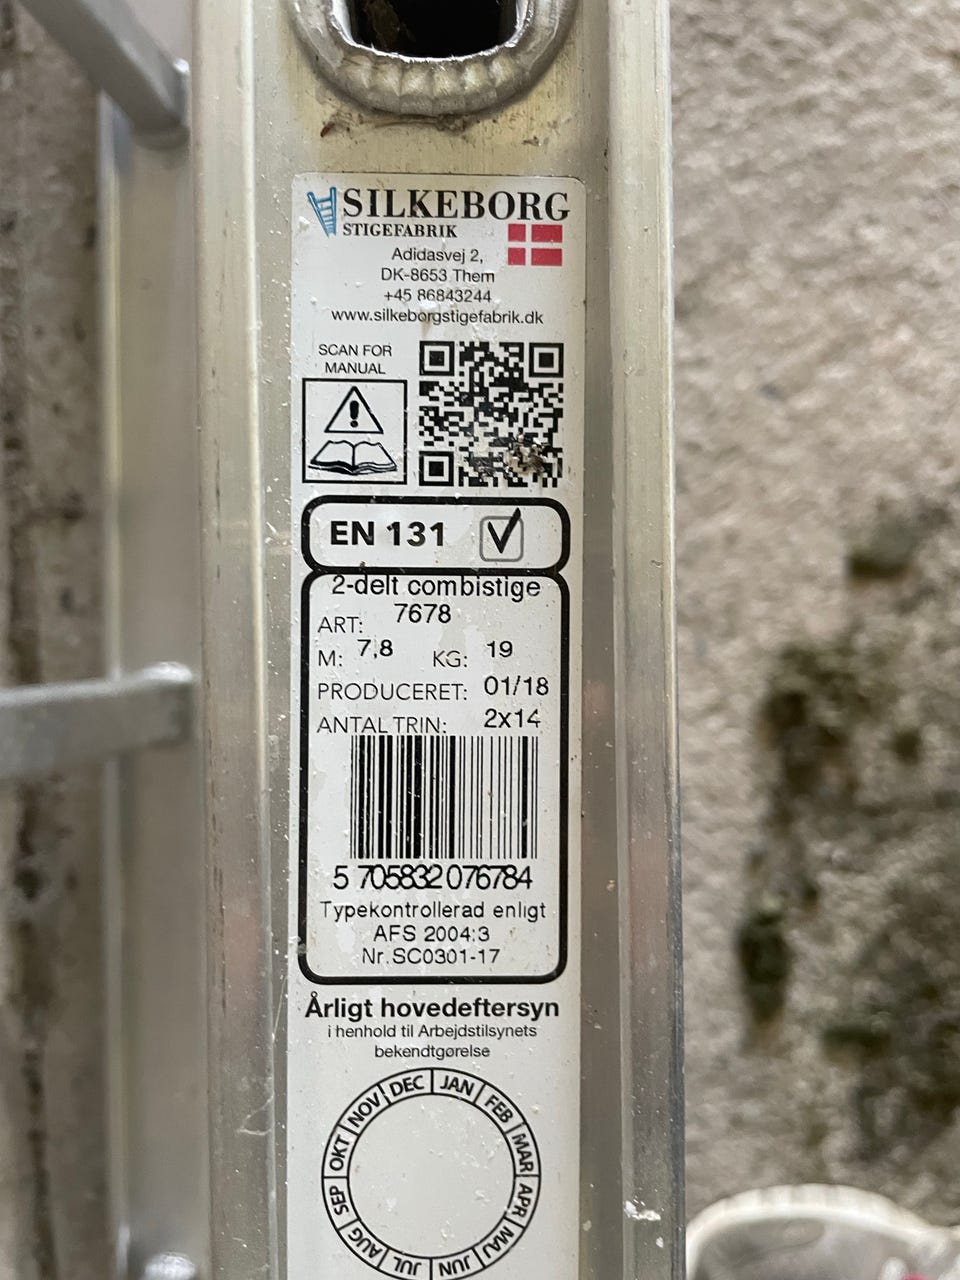 SILKEBORG
STIGEFABRIK
Adidasvej 2,
DK-8653 Them
+45 86843244
www.silkeborgstigefabrik.dk
SCAN FOR
MANUAL
EN 131
2-delt combistige
ART: 7678
M: 7,8 KG: 19
PRODUCERET: 01/18
ANTAL TRIN: 2x14
5 705832 076784
Typekontrollerad enligt
AFS 2004:3
Nr.SC0301-17
Årligt hovedeftersyn
i henhold til Arbejdstilsynets
bekendtgørelse
JAN
FEB
MAR
APR
MAJ
JUN
JUL
AUG
SEP
OKT
NOV
DEC